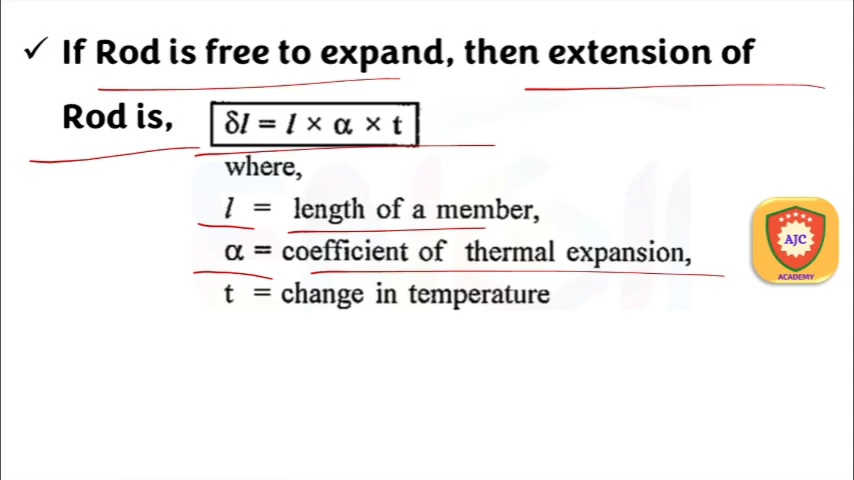 ✓ If Rod is free to expand, then extension of
Rod is, δl = l × α × t
where,
l = length of a member,
α = coefficient of thermal expansion,
t = change in temperature
AJC
ACADEMY